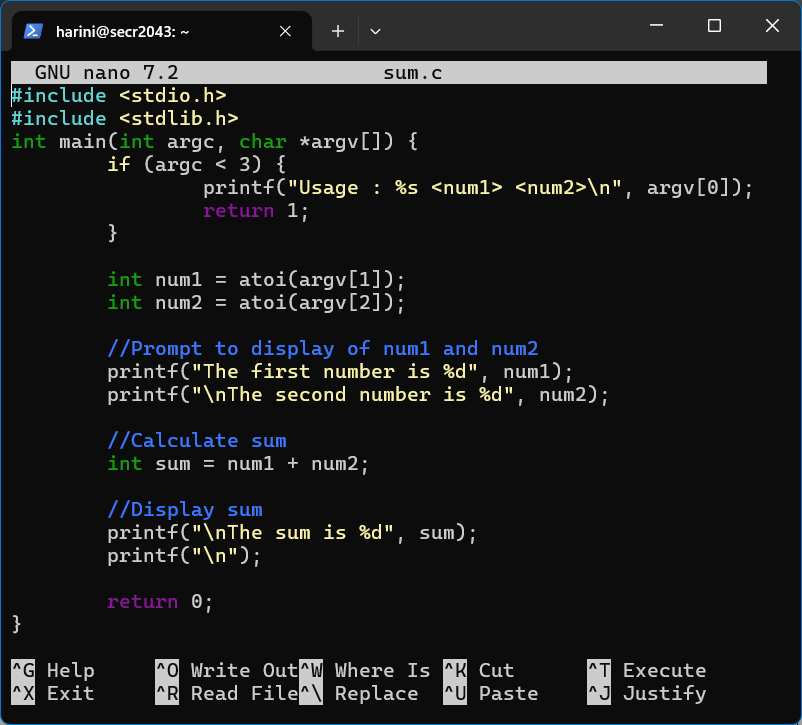 harini@secr2043: ~
GNU nano 7.2 sum.c
#include <stdio.h>
#include <stdlib.h>
int main(int argc, char *argv[]) {
        if (argc < 3) {
                printf("Usage : %s <num1> <num2>\n", argv[0]);
                return 1;
        }

        int num1 = atoi(argv[1]);
        int num2 = atoi(argv[2]);

        //Prompt to display of num1 and num2
        printf("The first number is %d", num1);
        printf("\nThe second number is %d", num2);

        //Calculate sum
        int sum = num1 + num2;

        //Display sum
        printf("\nThe sum is %d", sum);
        printf("\n");

        return 0;
}
^G Help ^O Write Out ^W Where Is ^K Cut ^T Execute
^X Exit ^R Read File ^\ Replace ^U Paste ^J Justify